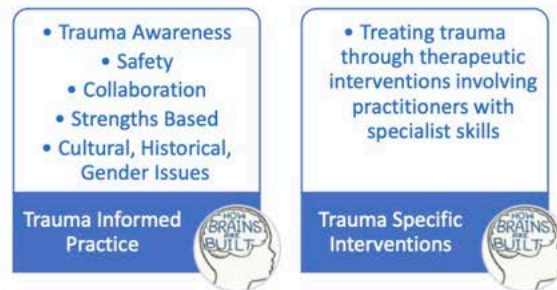 • Trauma Awareness
• Safety
• Collaboration
• Strengths Based
• Cultural, Historical,
Gender Issues
Trauma Informed
Practice
HOW
BRAINS
ARE
BUILT
• Treating trauma
through therapeutic
interventions involving
practitioners with
specialist skills
Trauma Specific
Interventions
HOW
BRAINS
ARE
BUILT